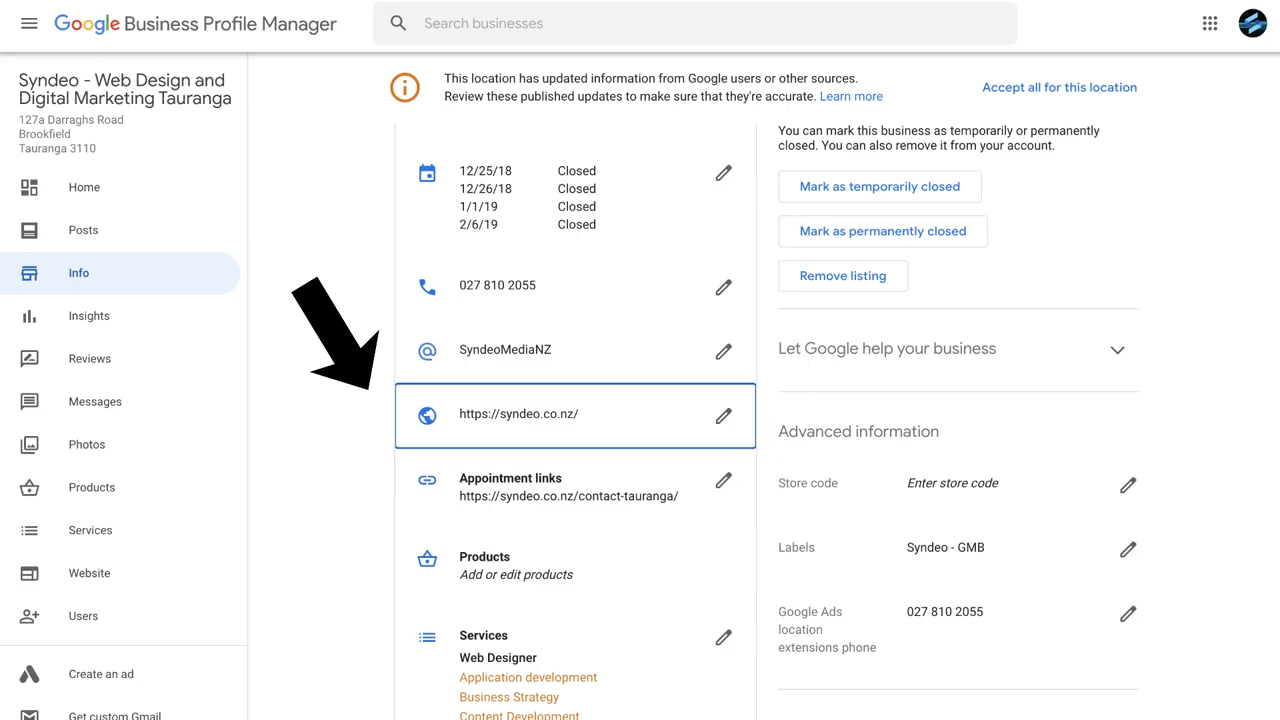 Google Business Profile Manager
Search businesses
Syndeo - Web Design and
Digital Marketing Tauranga
127a Darraghs Road
Brookfield
Tauranga 3110
Home
Posts
Info
Insights
Reviews
Messages
Photos
Products
Services
Website
Users
Create an ad
Get custom Gmail
This location has updated information from Google users or other sources.
Review these published updates to make sure that they're accurate. Learn more
Accept all for this location
12/25/18 Closed
12/26/18 Closed
1/1/19 Closed
2/6/19 Closed
027 810 2055
SyndeoMediaNZ
https://syndeo.co.nz/
Appointment links
https://syndeo.co.nz/contact-tauranga/
Products
Add or edit products
Services
Web Designer
Application development
Business Strategy
Content Development
You can mark this business as temporarily or permanently
closed. You can also remove it from your account.
Mark as temporarily closed
Mark as permanently closed
Remove listing
Let Google help your business
Advanced information
Store code Enter store code
Labels Syndeo - GMB
Google Ads 027 810 2055
location
extensions phone